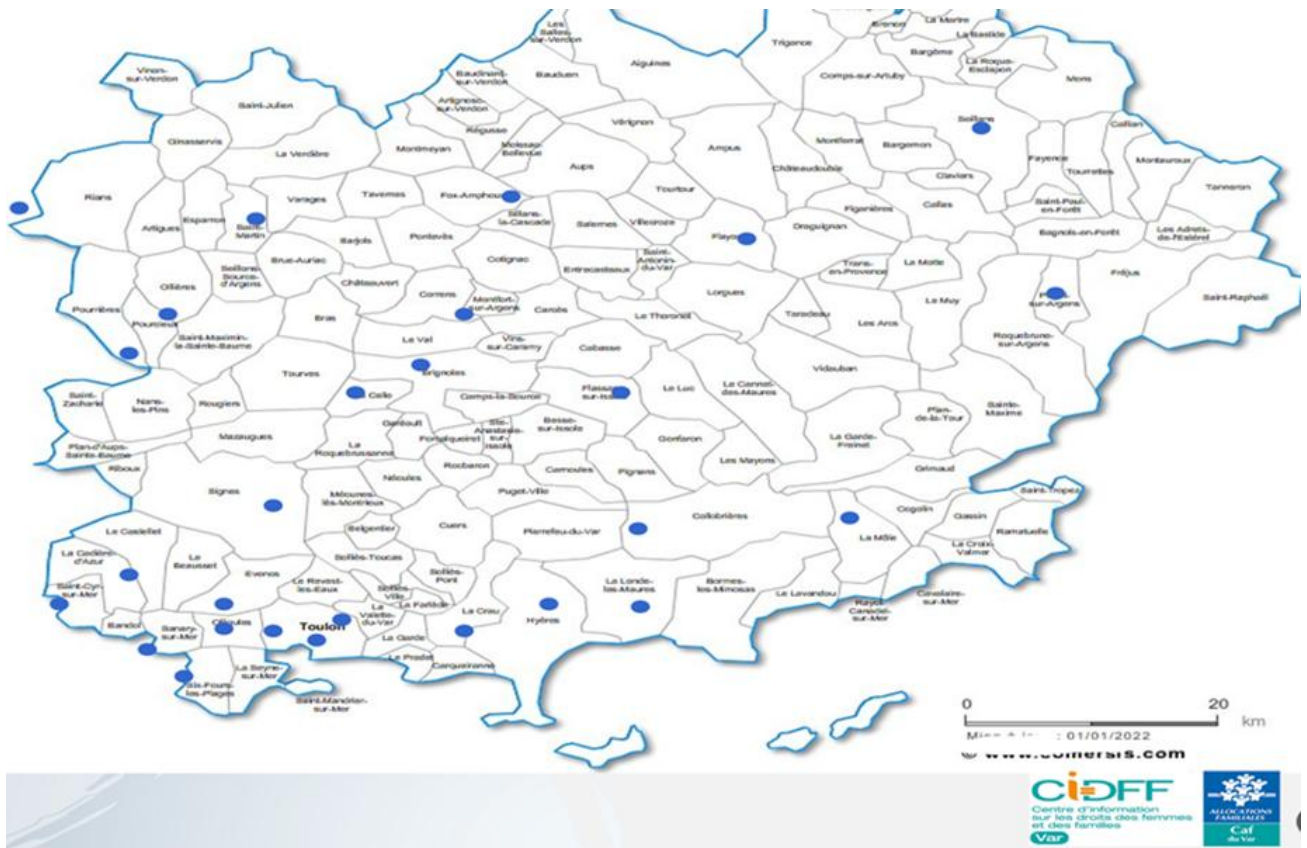 Les
Salles-
sur-Verdon
Brenon
La Martre
La Bastide
Trigance
Bargème
La Roque-
Esclapon
Aiguines
Vinon-
sur-Verdon
Baudinard-
sur-Verdon
Bauduen
Comps-sur-Artuby
Mons
Saint-Julien
Artignosc-
sur-Verdon
Vérignon
Régusse
Seillans
Callian
Ginasservis
La Verdière
Montmeyan
Moissac-
Bellevue
Ampus
Montferrat
Bargemon
Fayence
Montauroux
Aups
Châteaudouble
Claviers
Tourrettes
Tanneron
Rians
Varages
Tavernes
Fox-Amphoux
Tourtour
Saint-Paul-
en-Forêt
Artigues
Esparron
Saint-
Martin
Sillans-
la-Cascade
Salernes
Villecroze
Figanières
Callas
Flayos
Draguignan
Bagnols-en-Forêt
Les Adrets-
de-l'Estérel
Barjols
Pontevès
Brue-Auriac
Cotignac
Entrecasteaux
Saint-
Antonin-
du-Var
Trans-
en-Provence
La Motte
Fréjus
Seillons-
Source-
d'Argens
Ollières
Châteauvert
Correns
Montfort-
sur-Argens
Lorgues
Le Muy
sur-Argens
Saint-Raphaël
Pourrières
Pourcieux
Bras
Carcès
Le Thoronet
Taradeau
Les Arcs
Saint-Maximin-
la-Sainte-Baume
Le Val
Vins-
sur-Caramy
Cabasse
Roquebrune-
sur-Argens
Brignoles
Vidauban
Tourves
Saint-
Zacharie
Nans-
les-Pins
Rougiers
La Celle
Camps-la-Source
Flassans
sur-Issole
Le Luc
Le Cannet-
des-Maures
Sainte-
Maxime
Plan-
de-la-Tour
Mazaugues
Garéoult
Forcalqueiret
Ste-
Anastasie-
sur-
Issole
Besse-
sur-Issole
Gonfaron
La Garde-
Freinet
Plan-d'Aups-
Sainte-Baume
La
Roquebrussanne
Riboux
Néoules
Rocbaron
Carnoules
Pignans
Les Mayons
Grimaud
Signes
Méounes-
lès-Montrieux
Puget-Ville
Saint-Tropez
Collobrières
Cogolin
Gassin
Le Castellet
Belgentier
Cuers
Pierrefeu-du-Var
La Môle
Ramatuelle
La Cadière-
d'Azur
Le
Beausset
Solliès-Toucas
La Croix-
Valmer
Evenos
Le Revest-
les-Eaux
Solliès-
Pont
Saint-Cyr-
sur-Mer
Solliès-
Ville
La Londe-
les-Maures
Bormes-
les-Mimosas
Le Lavandou
La Farlède
Rayol-
Canadel-
sur-Mer
Cavalaire-
sur-Mer
Bandol
Sanary-
sur-Mer
Ollioules
Toulon
La
Valette-
du-Var
La Crau
Hyères
La Garde
Le Pradet
Carqueiranne
La Seyne-
sur-Mer
Six-Fours-
les-Plages
Saint-Mandrier-
sur-Mer
0 20
km
: 01/01/2022
CiDFF
Centre d'information
sur les droits des femmes
et des familles
Var
ALLOCATIONS
FAMILIALES
Caf
du Var